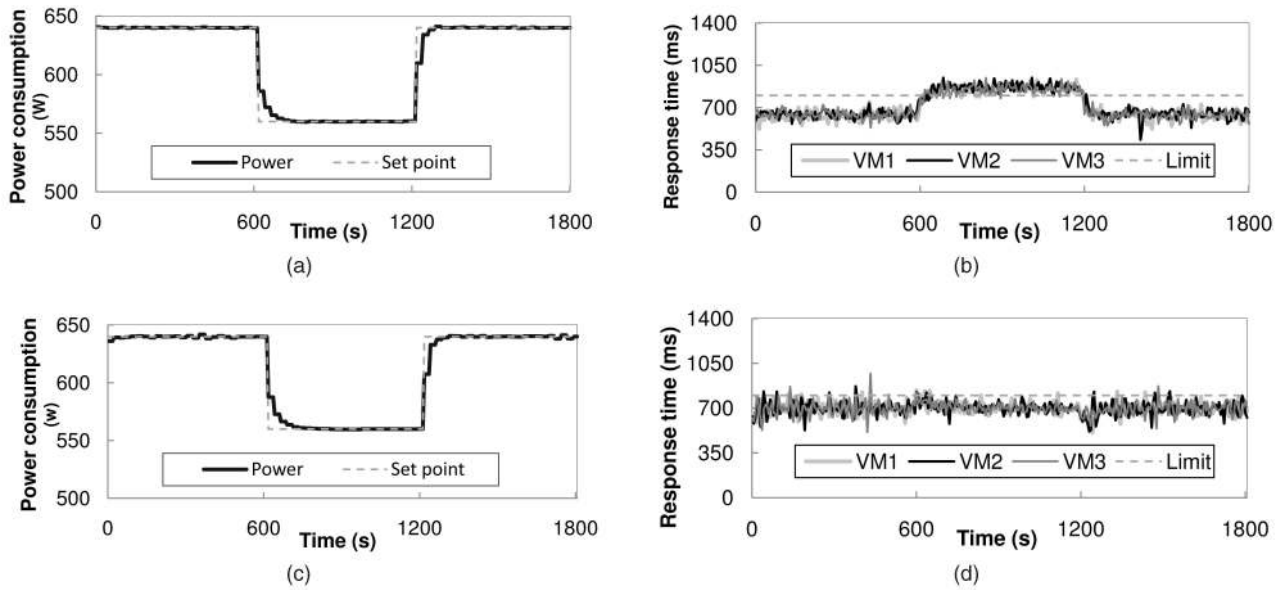 Power consumption
(W)
650
600
550
500
0
600
1200
1800
Time (s)
Power
Set point
(a)
Response time (ms)
1400
1050
700
350
0
0
600
1200
1800
Time (s)
VM1
VM2
VM3
Limit
(b)
Power consumption
(W)
650
600
550
500
0
600
1200
1800
Time (s)
Power
Set point
(c)
Response time (ms)
1400
1050
700
350
0
0
600
1200
1800
Time (s)
VM1
VM2
VM3
Limit
(d)